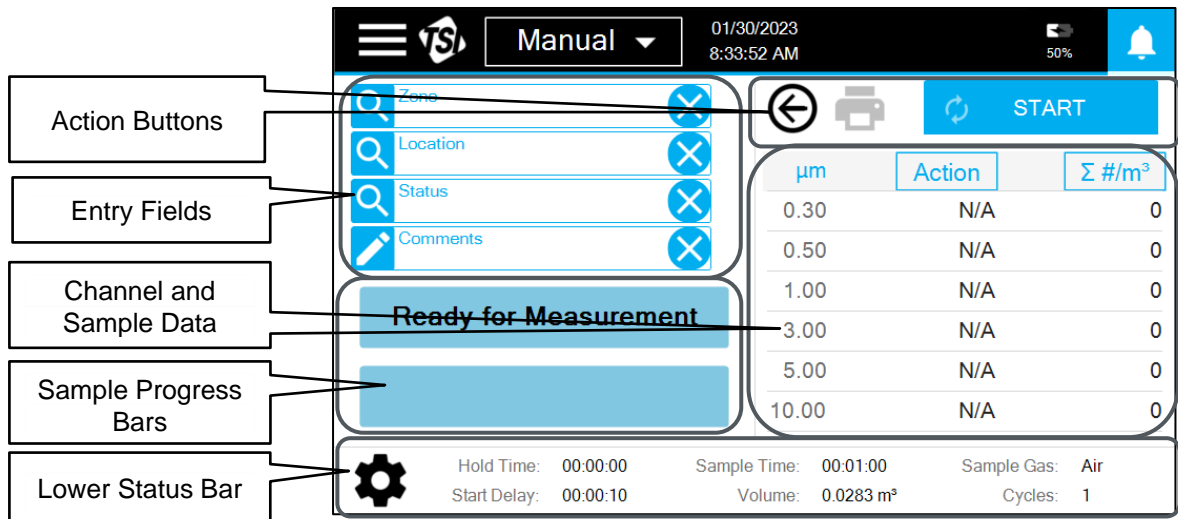 TSI
Manual
01/30/2023
8:33:52 AM
50%
Action Buttons
Entry Fields
Channel and
Sample Data
Sample Progress
Bars
Lower Status Bar
Zone
Location
Status
Comments
Ready for Measurement
START
µm Action Σ #/m³
0.30 N/A 0
0.50 N/A 0
1.00 N/A 0
3.00 N/A 0
5.00 N/A 0
10.00 N/A 0
Hold Time: 00:00:00 Sample Time: 00:01:00 Sample Gas: Air
Start Delay: 00:00:10 Volume: 0.0283 m³ Cycles: 1